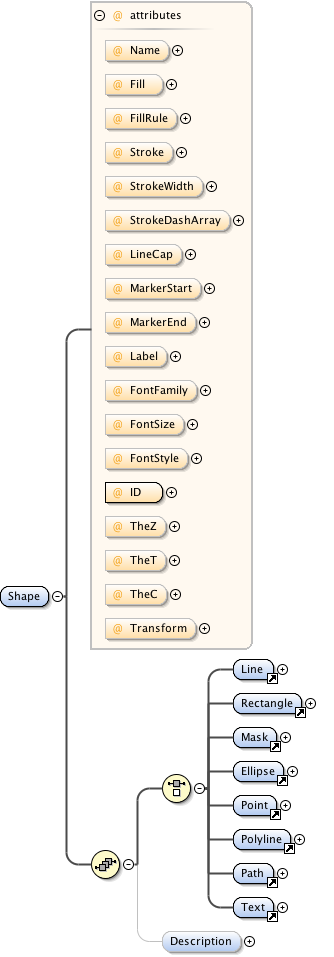 attributes
@ Name
@ Fill
@ FillRule
@ Stroke
@ StrokeWidth
@ StrokeDashArray
@ LineCap
@ MarkerStart
@ MarkerEnd
@ Label
@ FontFamily
@ FontSize
@ FontStyle
@ ID
@ TheZ
@ TheT
@ TheC
@ Transform
Shape
Line
Rectangle
Mask
Ellipse
Point
Polyline
Path
Text
Description